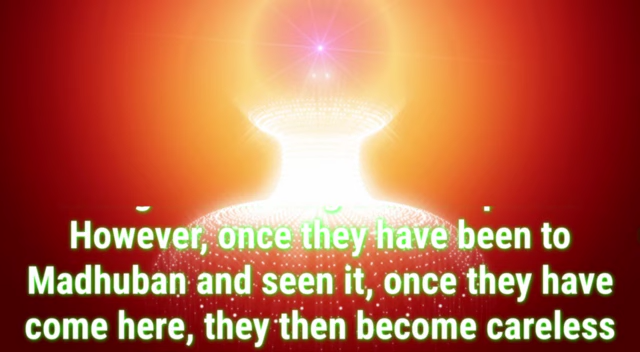 However, once they have been to
Madhuban and seen it, once they have
come here, they then become careless